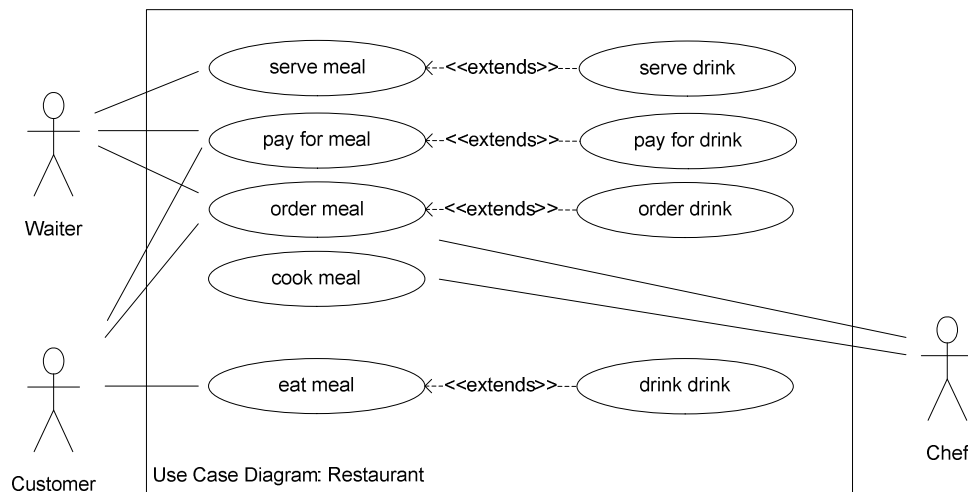 serve meal <<extends>> serve drink
pay for meal <<extends>> pay for drink
Waiter
order meal <<extends>> order drink
cook meal
eat meal <<extends>> drink drink
Customer
Use Case Diagram: Restaurant
Chef